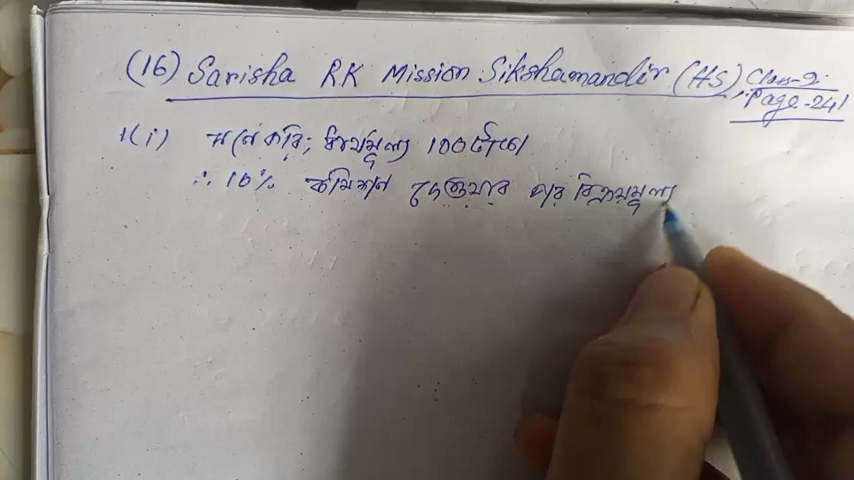 (16) Sarisha RK Mission Sikshamandir (HS), Class-9.
Page-241
1(i) মনে করি, ধার্যমূল্য 100 টাকা
∴ 10% কমিশন দেওয়ার পর বিক্রয়মূল্য